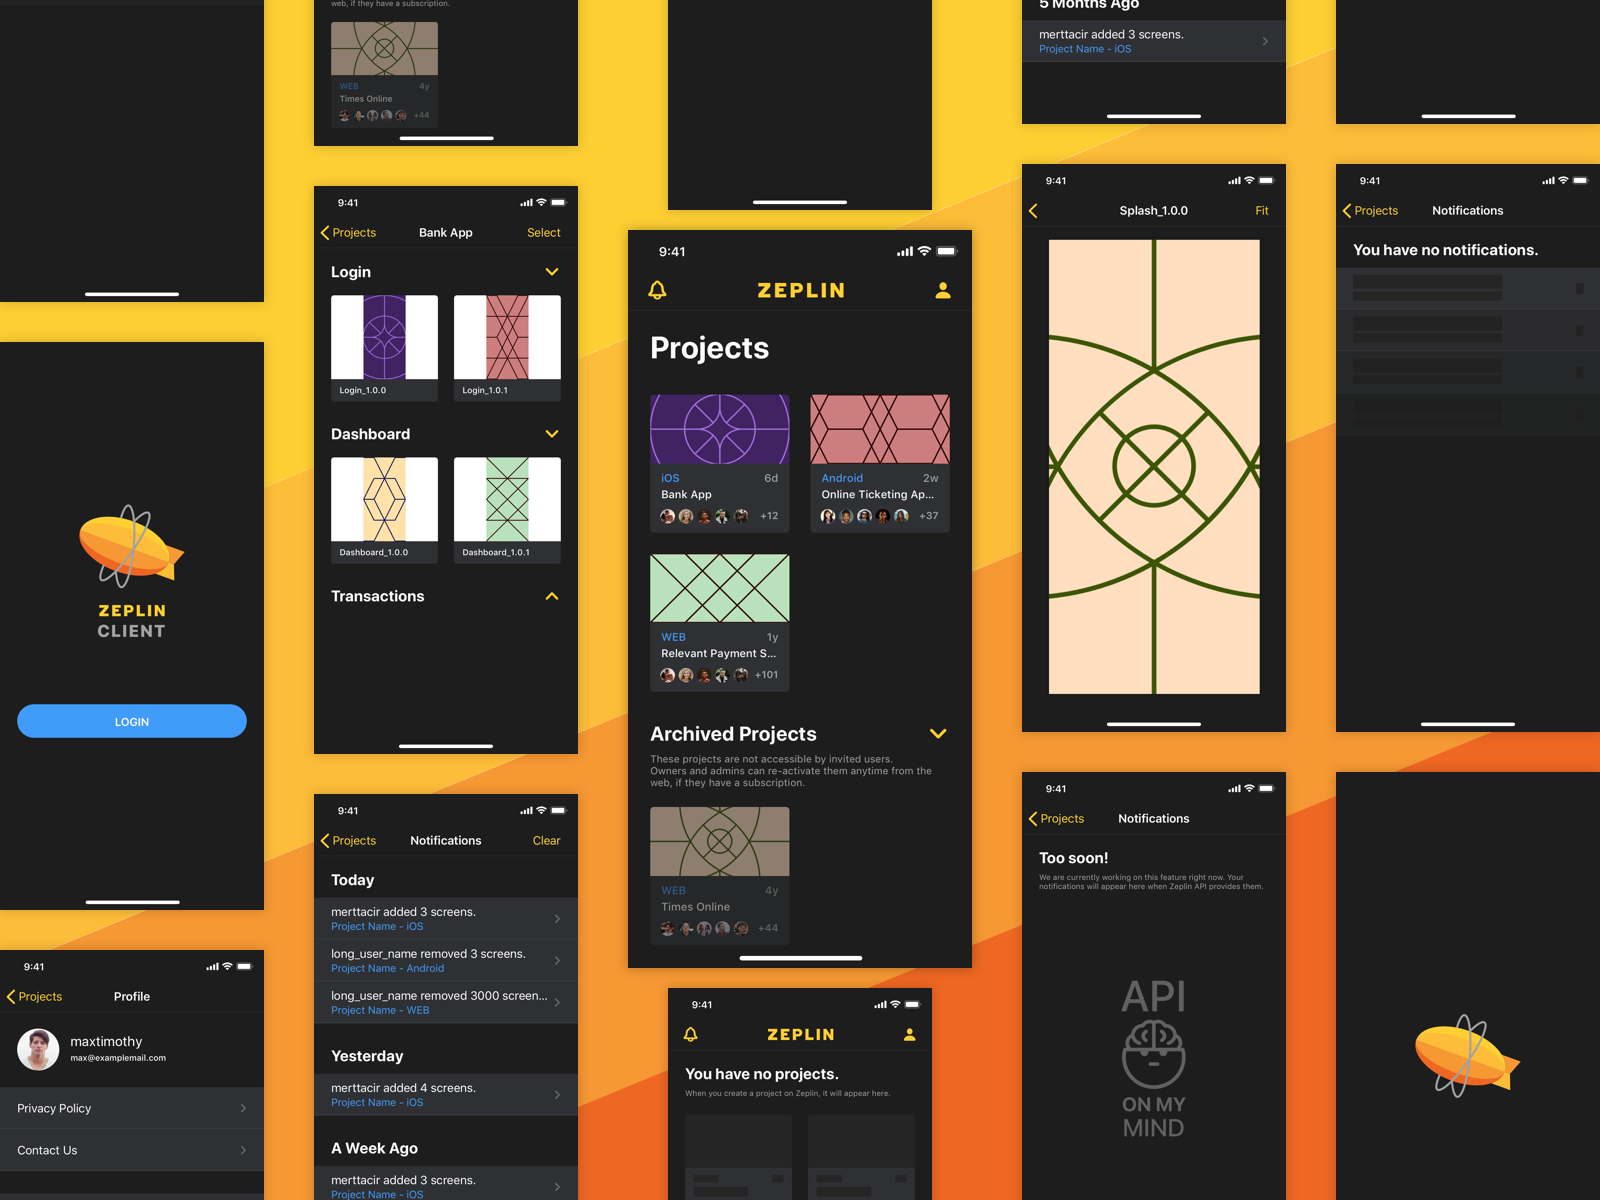 web, if they have a subscription.
WEB 4y
Times Online
+44
5 Months Ago
merttacir added 3 screens.
Project Name - iOS
ZEPLIN
CLIENT
LOGIN
9:41
Projects Profile
maxtimothy
max@examplemail.com
Privacy Policy
Contact Us
9:41
Projects Bank App Select
Login
Login_1.0.0 Login_1.0.1
Dashboard
Dashboard_1.0.0 Dashboard_1.0.1
Transactions
9:41
Projects Notifications Clear
Today
merttacir added 3 screens.
Project Name - iOS
long_user_name removed 3 screens.
Project Name - Android
long_user_name removed 3000 screen...
Project Name - WEB
Yesterday
merttacir added 4 screens.
Project Name - iOS
A Week Ago
merttacir added 3 screens.
Project Name - iOS
9:41
ZEPLIN
Projects
iOS 6d
Bank App
+12
Android 2w
Online Ticketing Ap...
+37
WEB 1y
Relevant Payment S...
+101
Archived Projects
These projects are not accessible by invited users.
Owners and admins can re-activate them anytime from the
web, if they have a subscription.
WEB 4y
Times Online
+44
9:41
ZEPLIN
You have no projects.
When you create a project on Zeplin, it will appear here.
9:41
Splash_1.0.0 Fit
9:41
Projects Notifications
Too soon!
We are currently working on this feature right now. Your
notifications will appear here when Zeplin API provides them.
API
ON MY
MIND
9:41
Projects Notifications
You have no notifications.